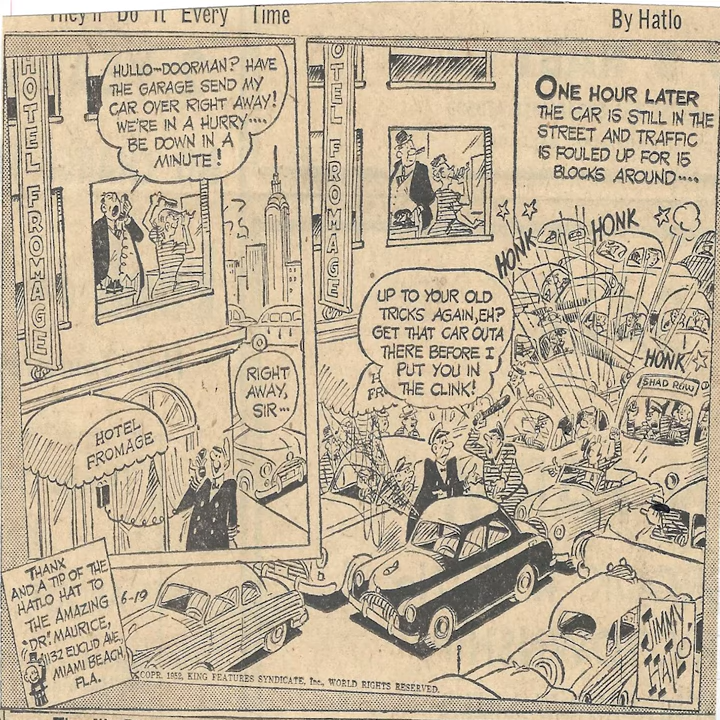 They'll Do It Every Time
By Hatlo
HOTEL FROMAGE
HULLO--DOORMAN? HAVE
THE GARAGE SEND MY
CAR OVER RIGHT AWAY!
WE'RE IN A HURRY....
BE DOWN IN A
MINUTE!
RIGHT
AWAY,
SIR...
HOTEL
FROMAGE
HOTEL FROMAGE
ONE HOUR LATER
THE CAR IS STILL IN THE
STREET AND TRAFFIC
IS FOULED UP FOR 15
BLOCKS AROUND....
HONK
HONK
HONK
SHAD ROW
UP TO YOUR OLD
TRICKS AGAIN, EH?
GET THAT CAR OUTA
THERE BEFORE I
PUT YOU IN
THE CLINK!
H
FR
THANX
AND A TIP OF THE
HATLO HAT TO
THE AMAZING
"DR." MAURICE,
1132 EUCLID AVE,
MIAMI BEACH,
FLA.
6-19
COPR. 1952, KING FEATURES SYNDICATE, Inc., WORLD RIGHTS RESERVED.
JIMMY
HATLO